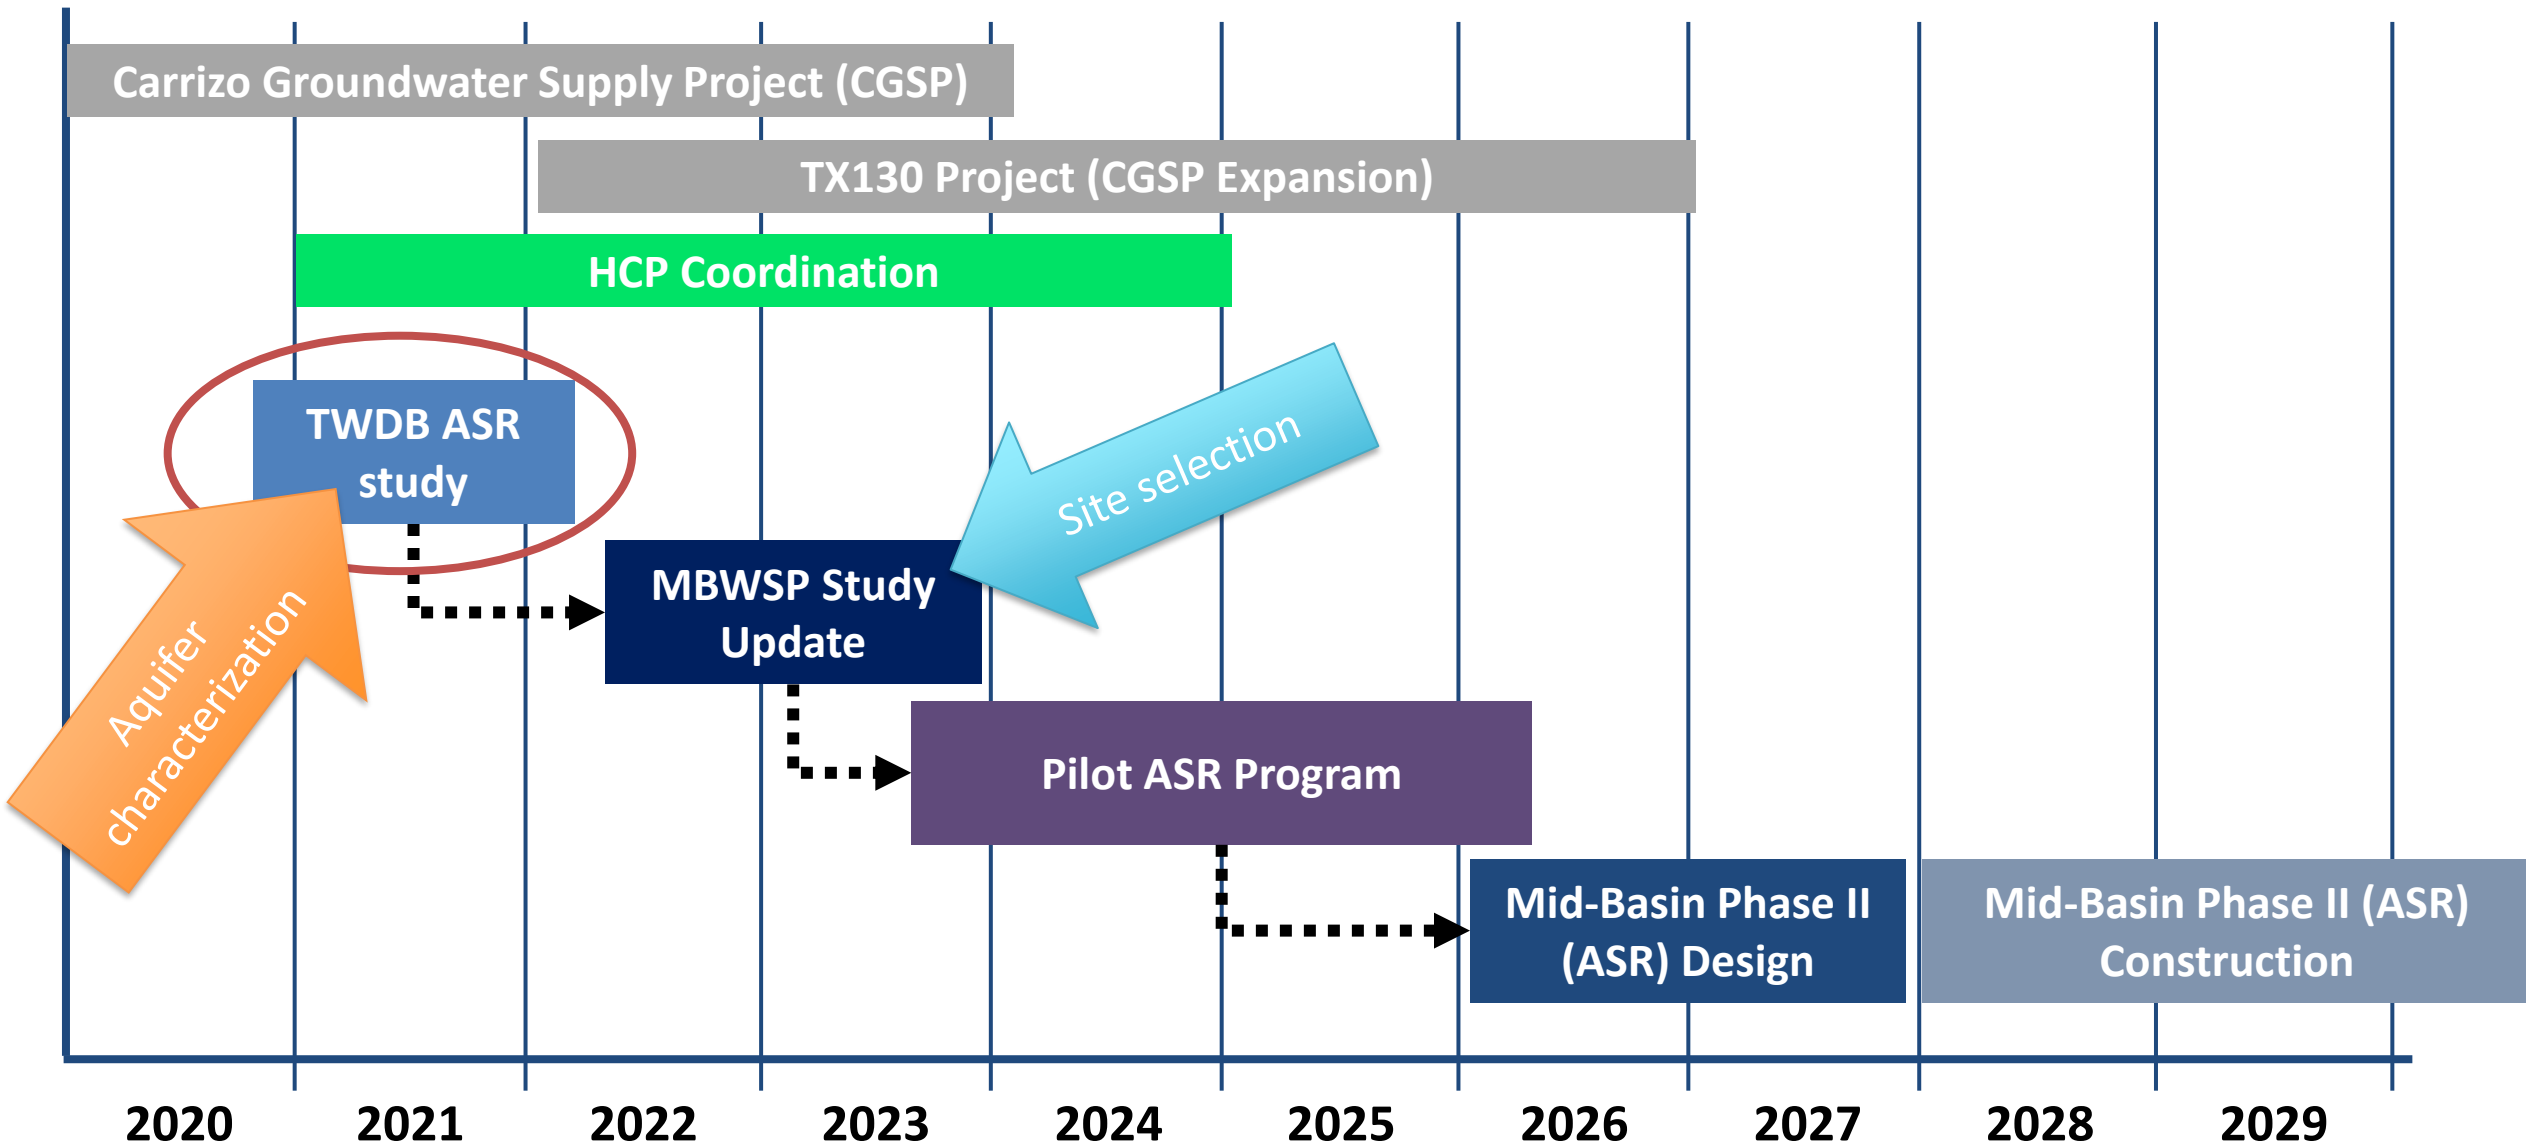 Carrizo Groundwater Supply Project (CGSP)
TX130 Project (CGSP Expansion)
HCP Coordination
TWDB ASR
study
Site selection
MBWSP Study
Update
Aquifer
characterization
Pilot ASR Program
Mid-Basin Phase II
(ASR) Design
Mid-Basin Phase II (ASR)
Construction
2020 2021 2022 2023 2024 2025 2026 2027 2028 2029